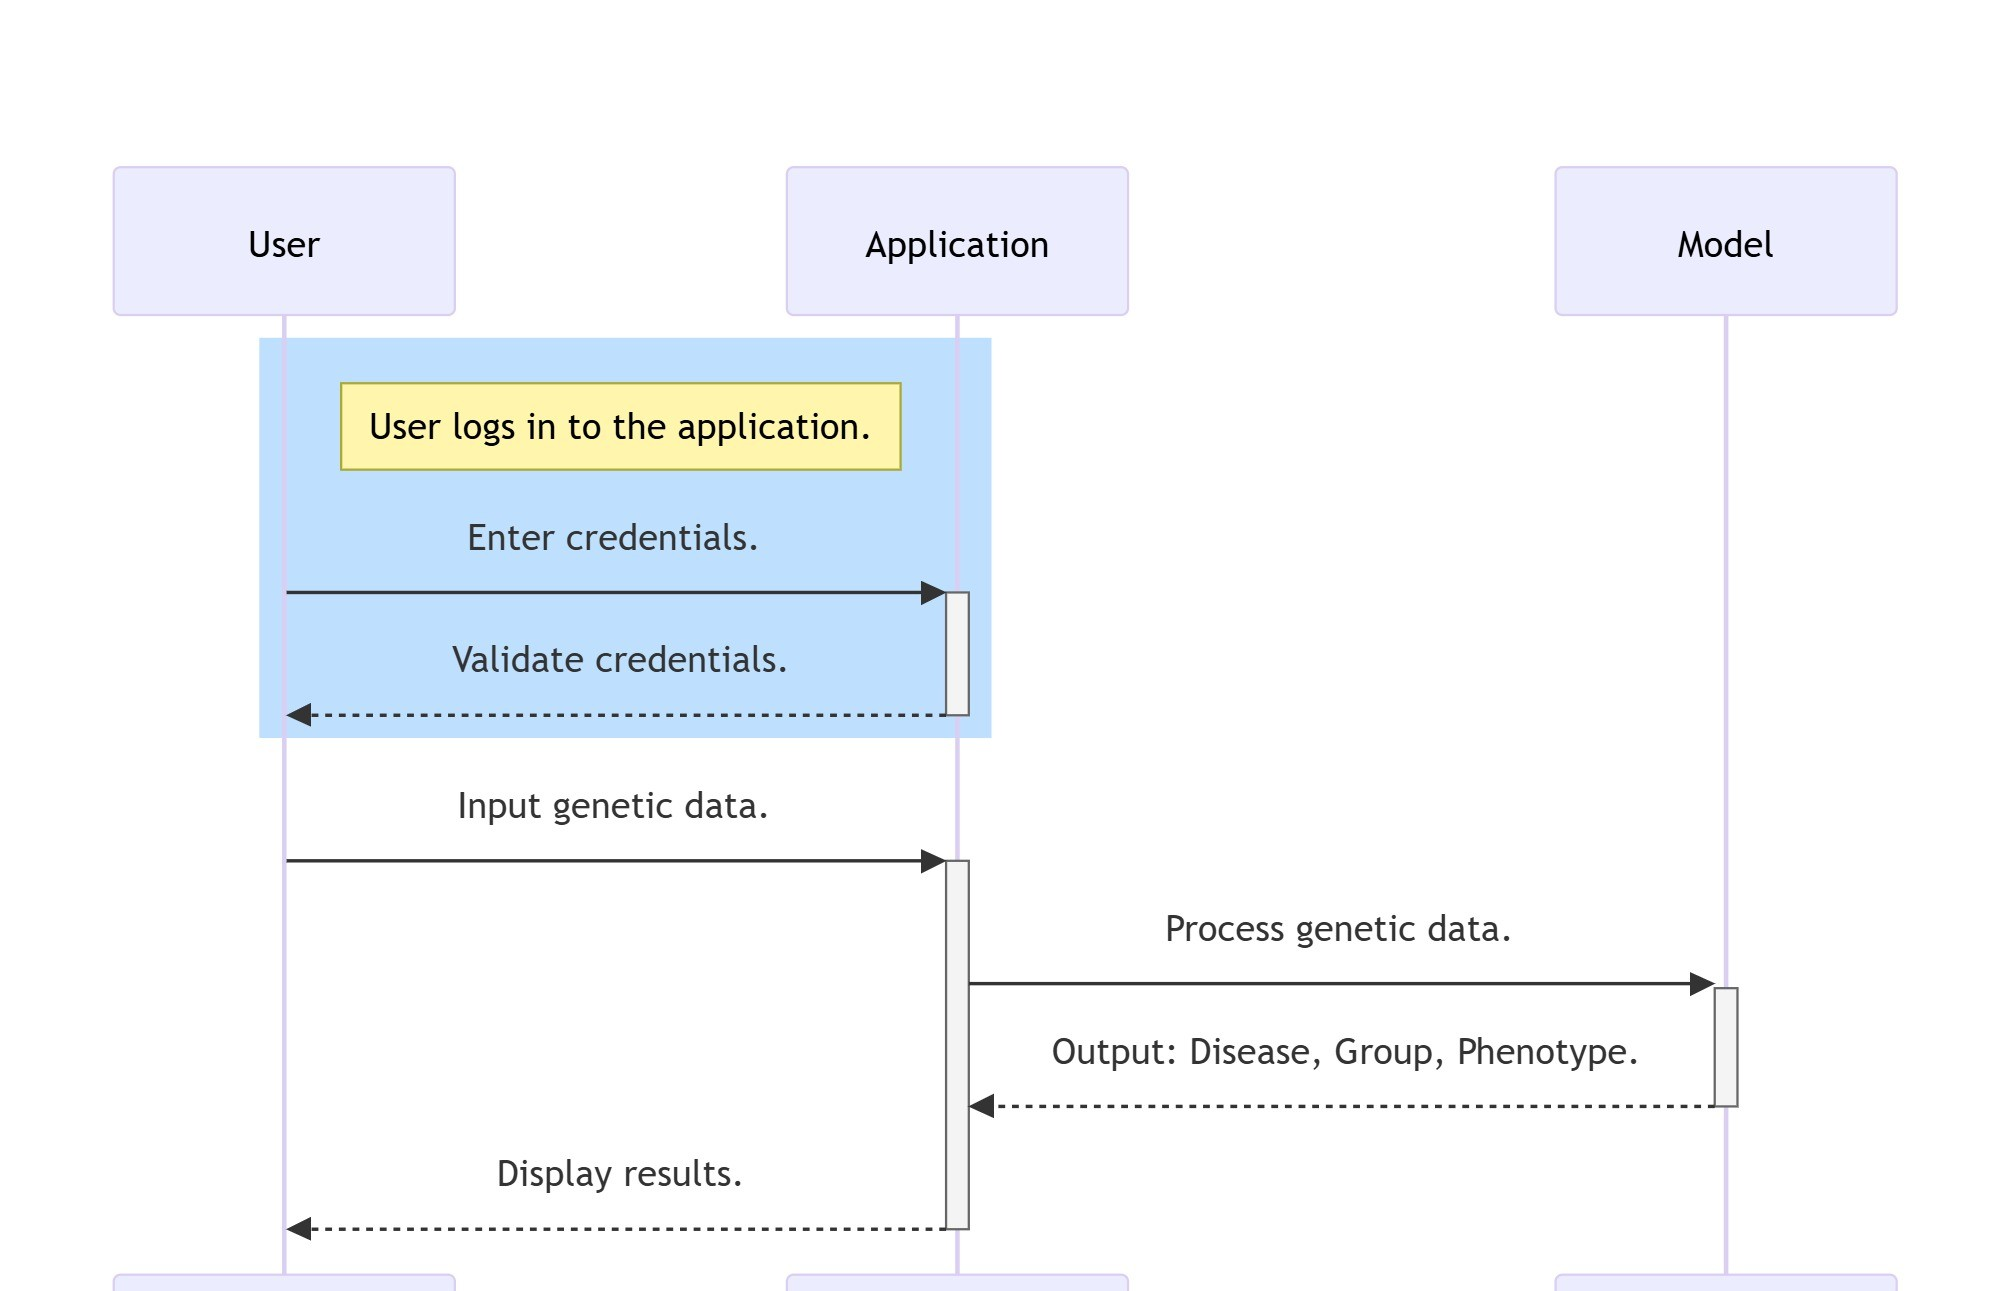 User
Application
Model
User logs in to the application.
Enter credentials.
Validate credentials.
Input genetic data.
Process genetic data.
Output: Disease, Group, Phenotype.
Display results.